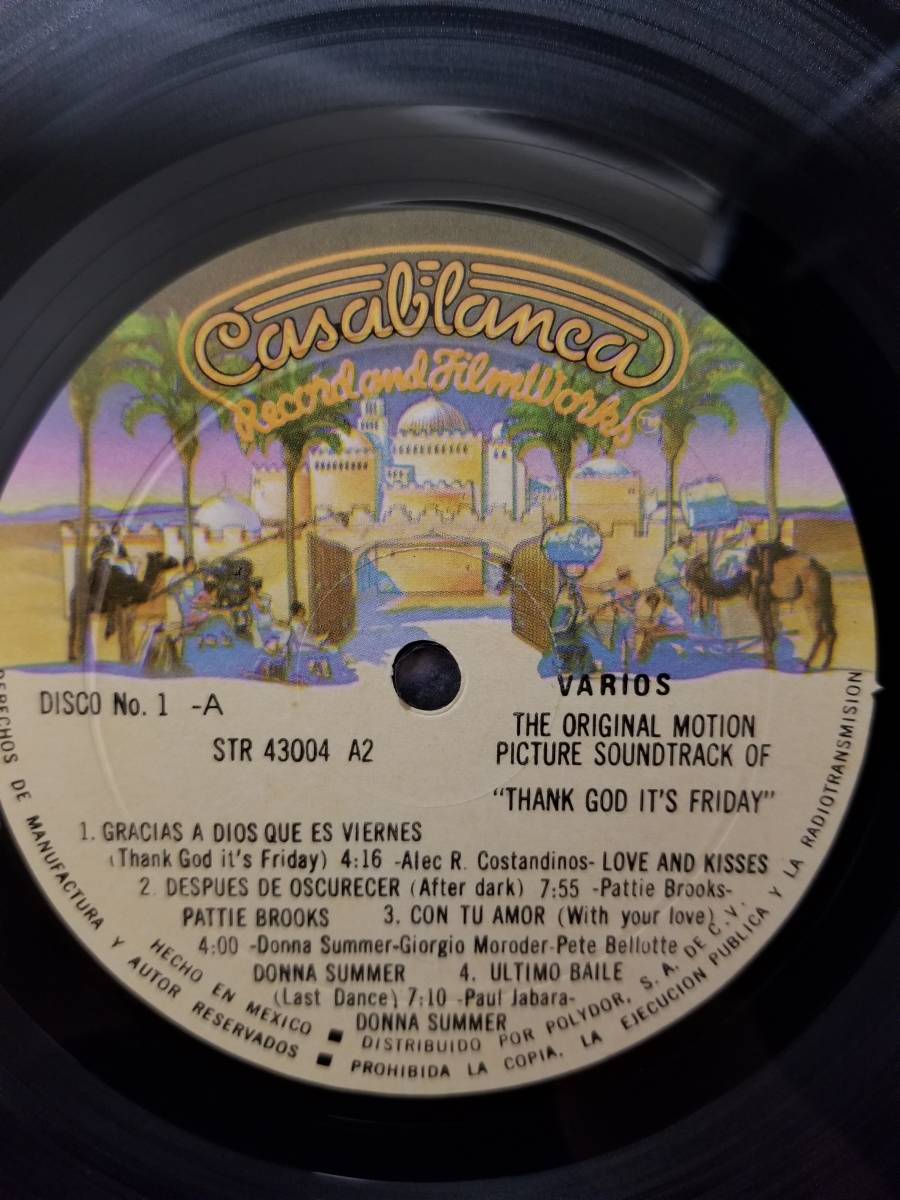 Casablanca
Record and FilmWorks
TM
DISCO No. 1 -A
STR 43004 A2
VARIOS
THE ORIGINAL MOTION
PICTURE SOUNDTRACK OF
"THANK GOD IT'S FRIDAY"
1. GRACIAS A DIOS QUE ES VIERNES
(Thank God it's Friday) 4:16 -Alec R. Costandinos- LOVE AND KISSES
2. DESPUES DE OSCURECER (After dark) 7:55 -Pattie Brooks-
PATTIE BROOKS 3. CON TU AMOR (With your love)
4:00 -Donna Summer-Giorgio Moroder-Pete Bellotte
DONNA SUMMER 4. ULTIMO BAILE
(Last Dance) 7:10 -Paul Jabara-
DONNA SUMMER
HECHO EN MEXICO ■ DISTRIBUIDO POR POLYDOR, S. A. DE C. V.
DERECHOS DE MANUFACTURA Y AUTOR RESERVADOS ■ PROHIBIDA LA COPIA, LA EJECUCION PUBLICA Y LA RADIOTRANSMISION